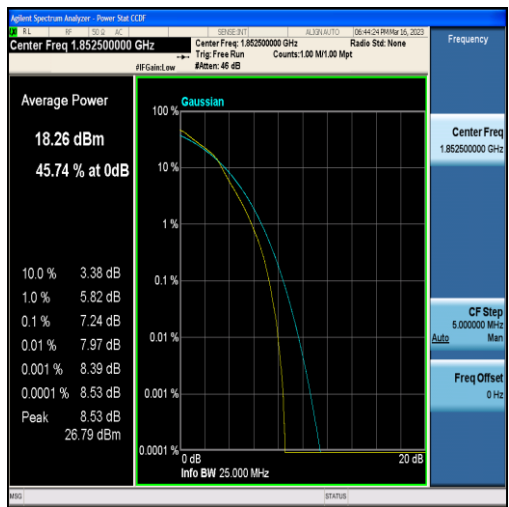 Agilent Spectrum Analyzer - Power Stat CCDF
RL RF 50 Ω AC SENSE:INT ALIGN AUTO 06:44:24 PM Mar 16, 2023
Center Freq 1.852500000 GHz
Center Freq: 1.852500000 GHz Radio Std: None
Trig: Free Run Counts:1.00 M/1.00 Mpt
#IFGain:Low #Atten: 46 dB
Frequency
Average Power
18.26 dBm
45.74 % at 0dB
10.0 % 3.38 dB
1.0 % 5.82 dB
0.1 % 7.24 dB
0.01 % 7.97 dB
0.001 % 8.39 dB
0.0001 % 8.53 dB
Peak 8.53 dB
26.79 dBm
Gaussian
100 %
10 %
1 %
0.1 %
0.01 %
0.001 %
0.0001 %
0 dB 20 dB
Info BW 25.000 MHz
Center Freq
1.852500000 GHz
CF Step
5.000000 MHz
Auto Man
Freq Offset
0 Hz
MSG STATUS